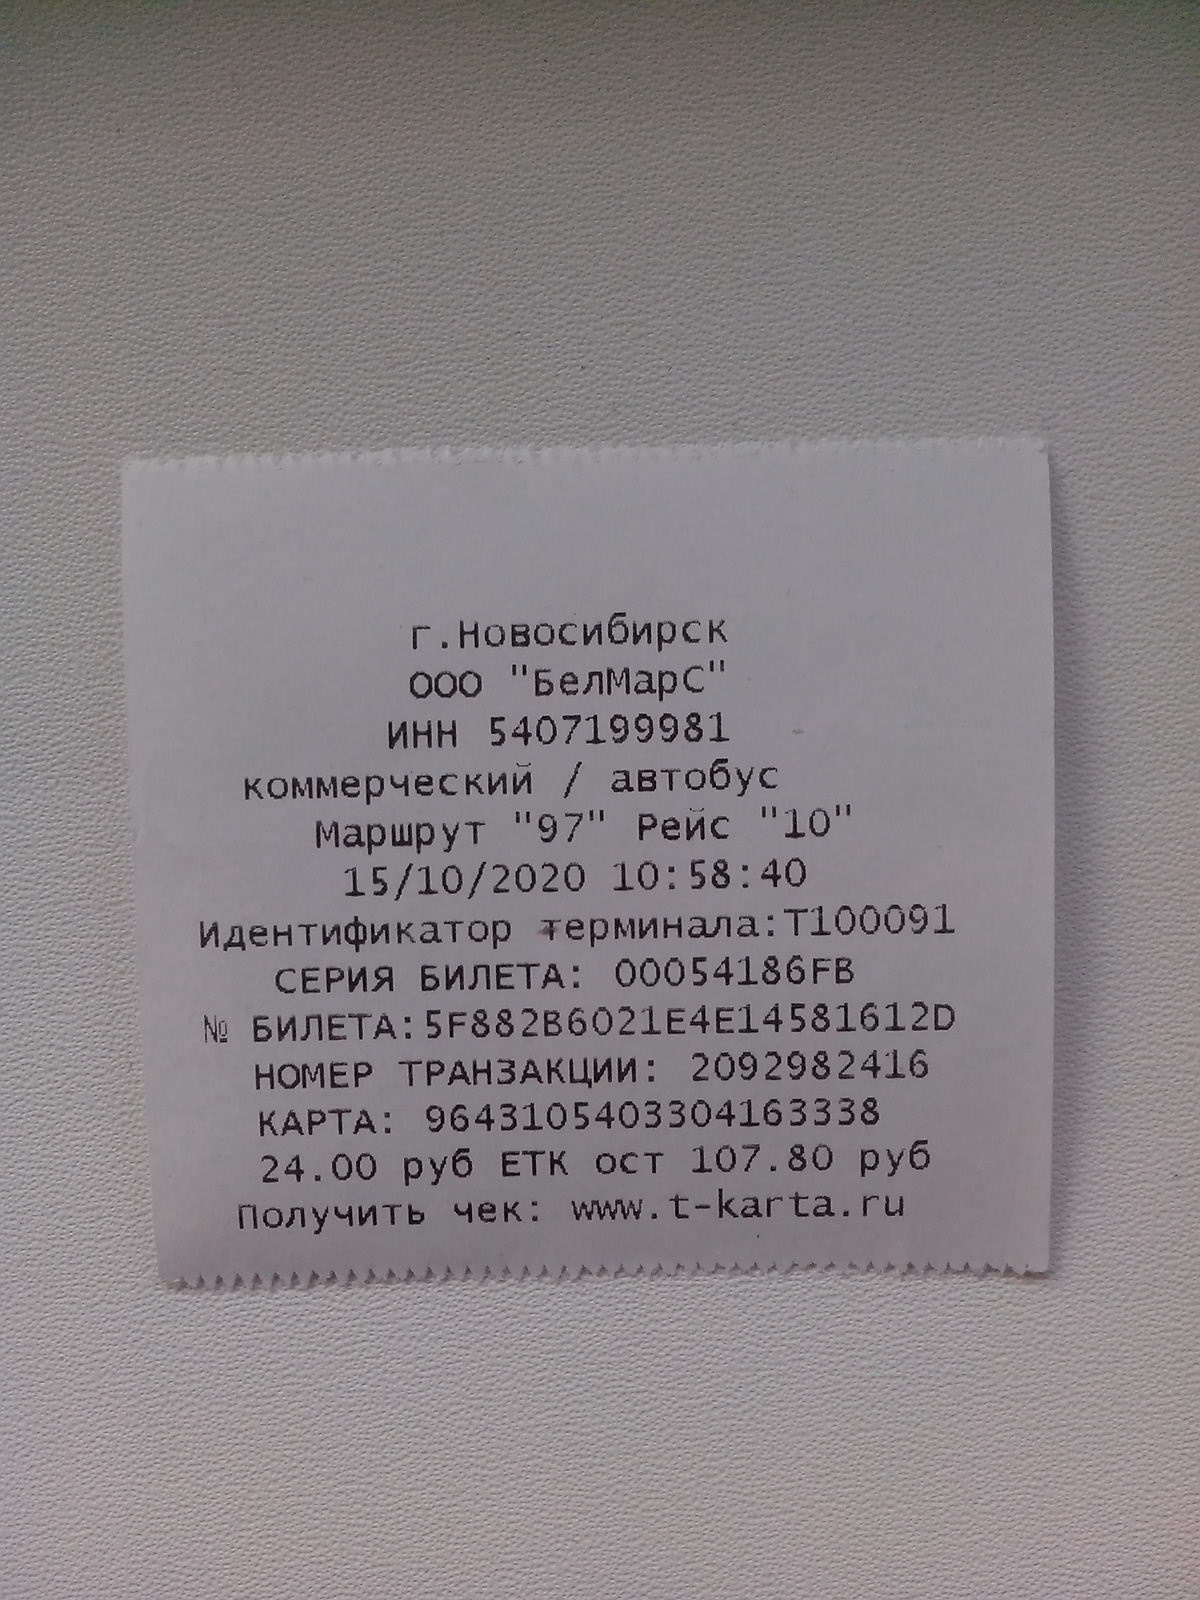 г.Новосибирск
ООО "БелМарС"
ИНН 5407199981
коммерческий / автобус
Маршрут "97" Рейс "10"
15/10/2020 10:58:40
Идентификатор терминала:Т100091
СЕРИЯ БИЛЕТА: 00054186FB
№ БИЛЕТА:5F882B6021E4E14581612D
НОМЕР ТРАНЗАКЦИИ: 2092982416
КАРТА: 9643105403304163338
24.00 руб ЕТК ост 107.80 руб
Получить чек: www.t-karta.ru